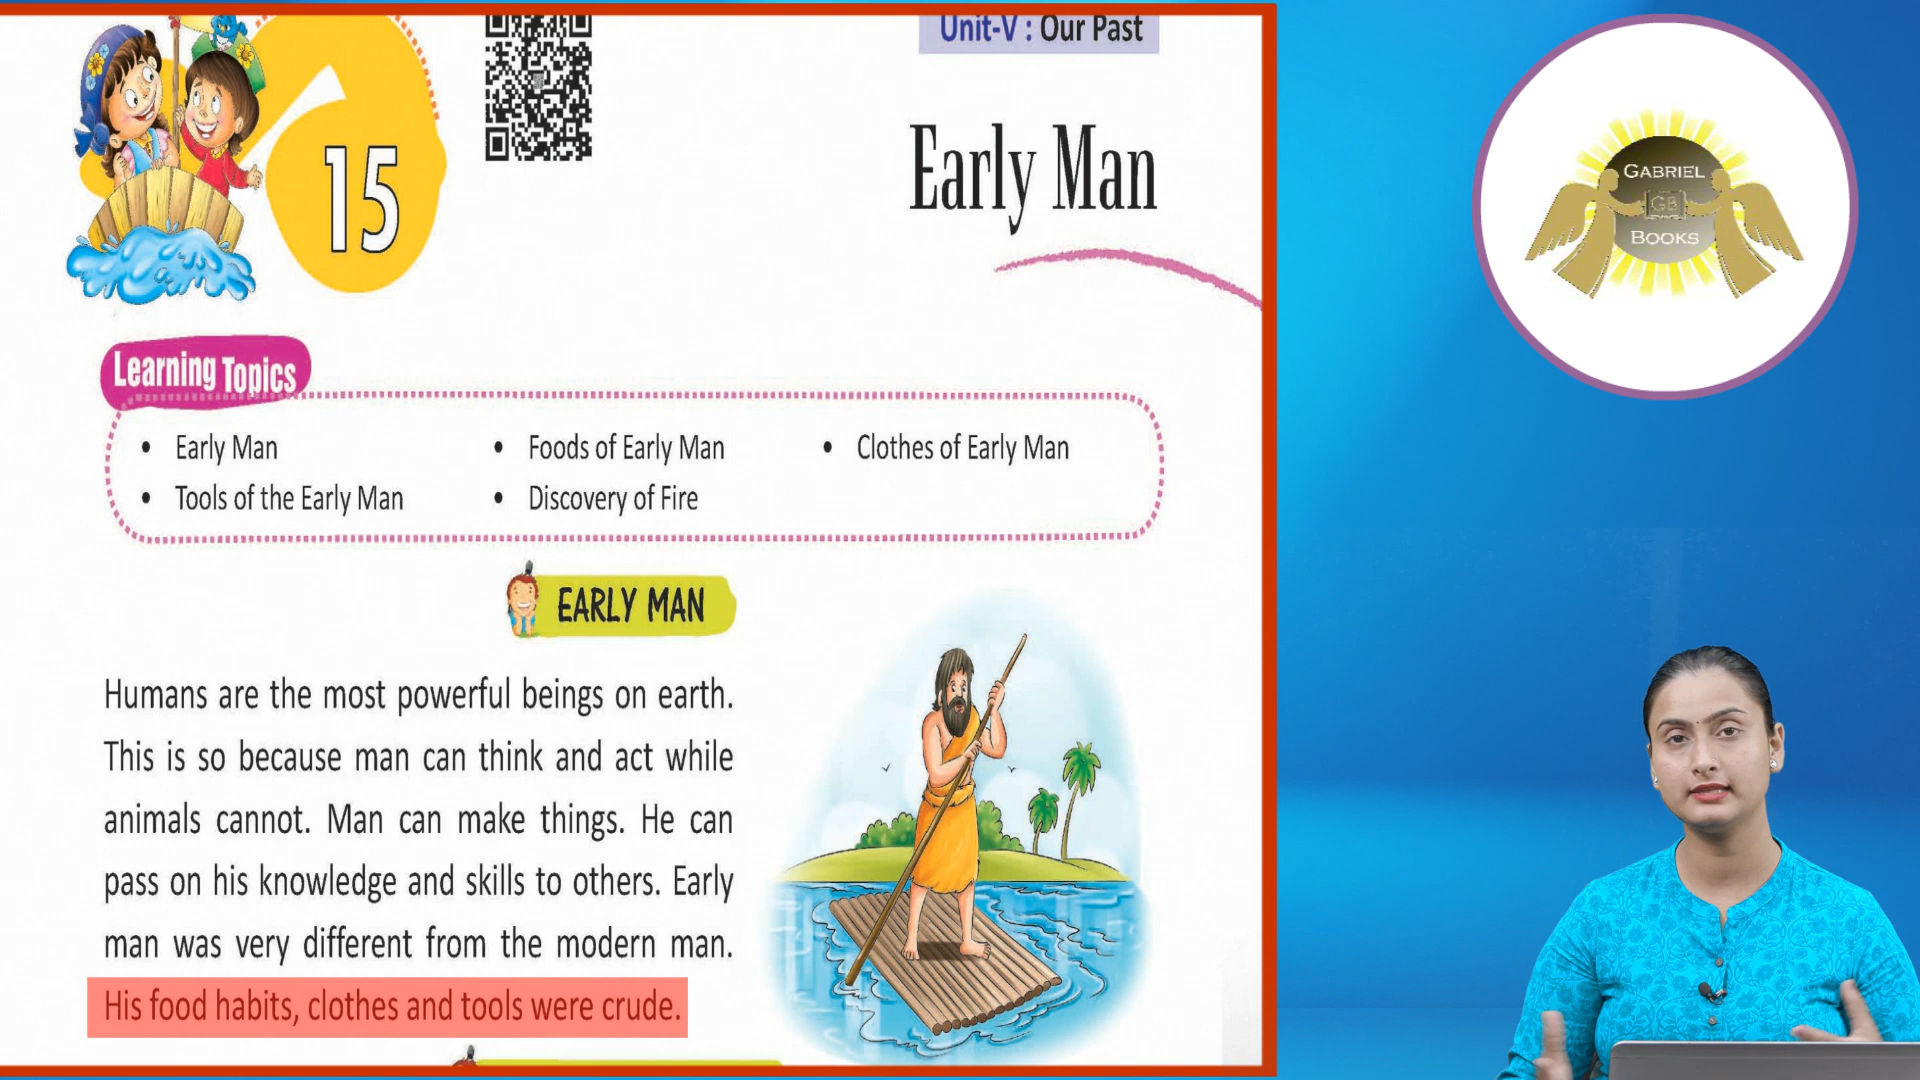 Unit-V : Our Past
15
Early Man
Learning Topics
• Early Man
• Foods of Early Man
• Clothes of Early Man
• Tools of the Early Man
• Discovery of Fire
EARLY MAN
Humans are the most powerful beings on earth.
This is so because man can think and act while
animals cannot. Man can make things. He can
pass on his knowledge and skills to others. Early
man was very different from the modern man.
His food habits, clothes and tools were crude.
GABRIEL
GB
BOOKS